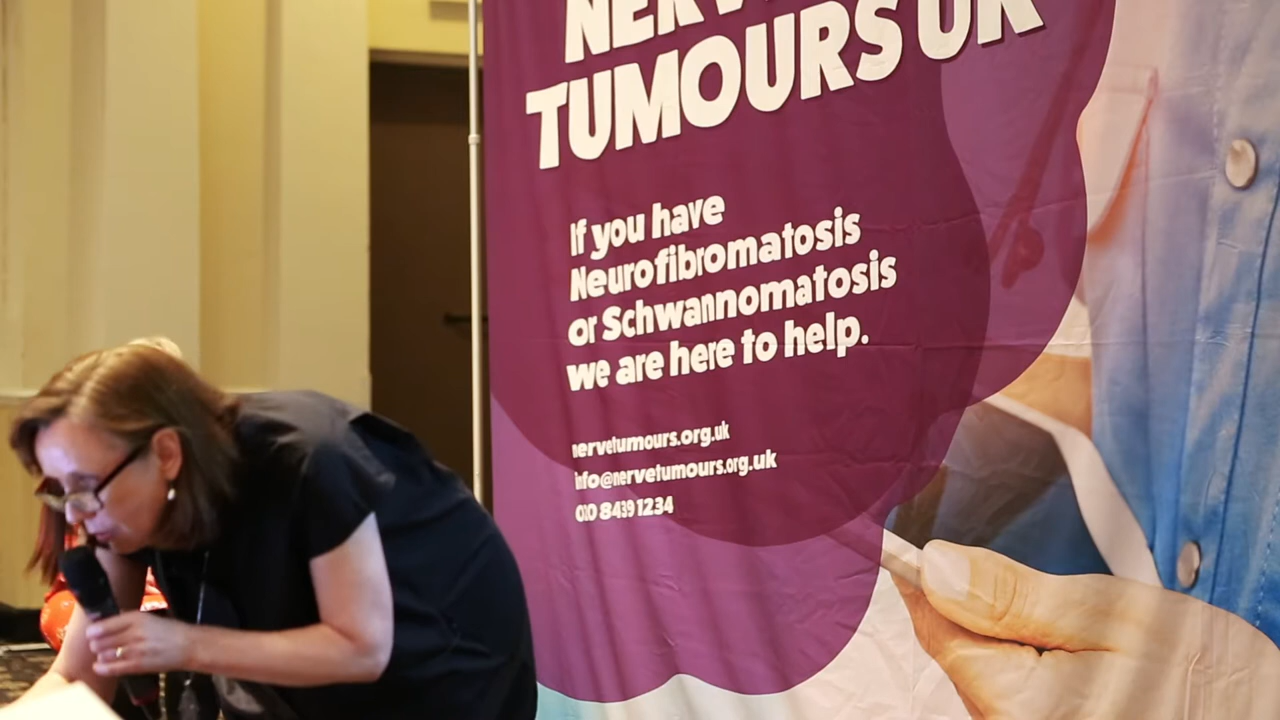 NERVE
TUMOURS UK
If you have
Neurofibromatosis
or Schwannomatosis
we are here to help.
nervetumours.org.uk
info@nervetumours.org.uk
020 8439 1234